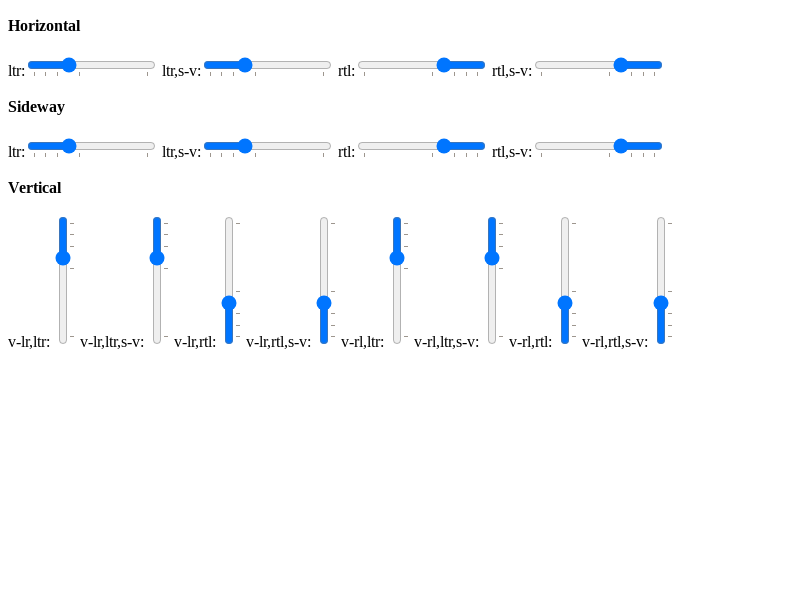 Horizontal
ltr: ltr,s-v: rtl: rtl,s-v:
Sideway
ltr: ltr,s-v: rtl: rtl,s-v:
Vertical
v-lr,ltr: v-lr,ltr,s-v: v-lr,rtl: v-lr,rtl,s-v: v-rl,ltr: v-rl,ltr,s-v: v-rl,rtl: v-rl,rtl,s-v: